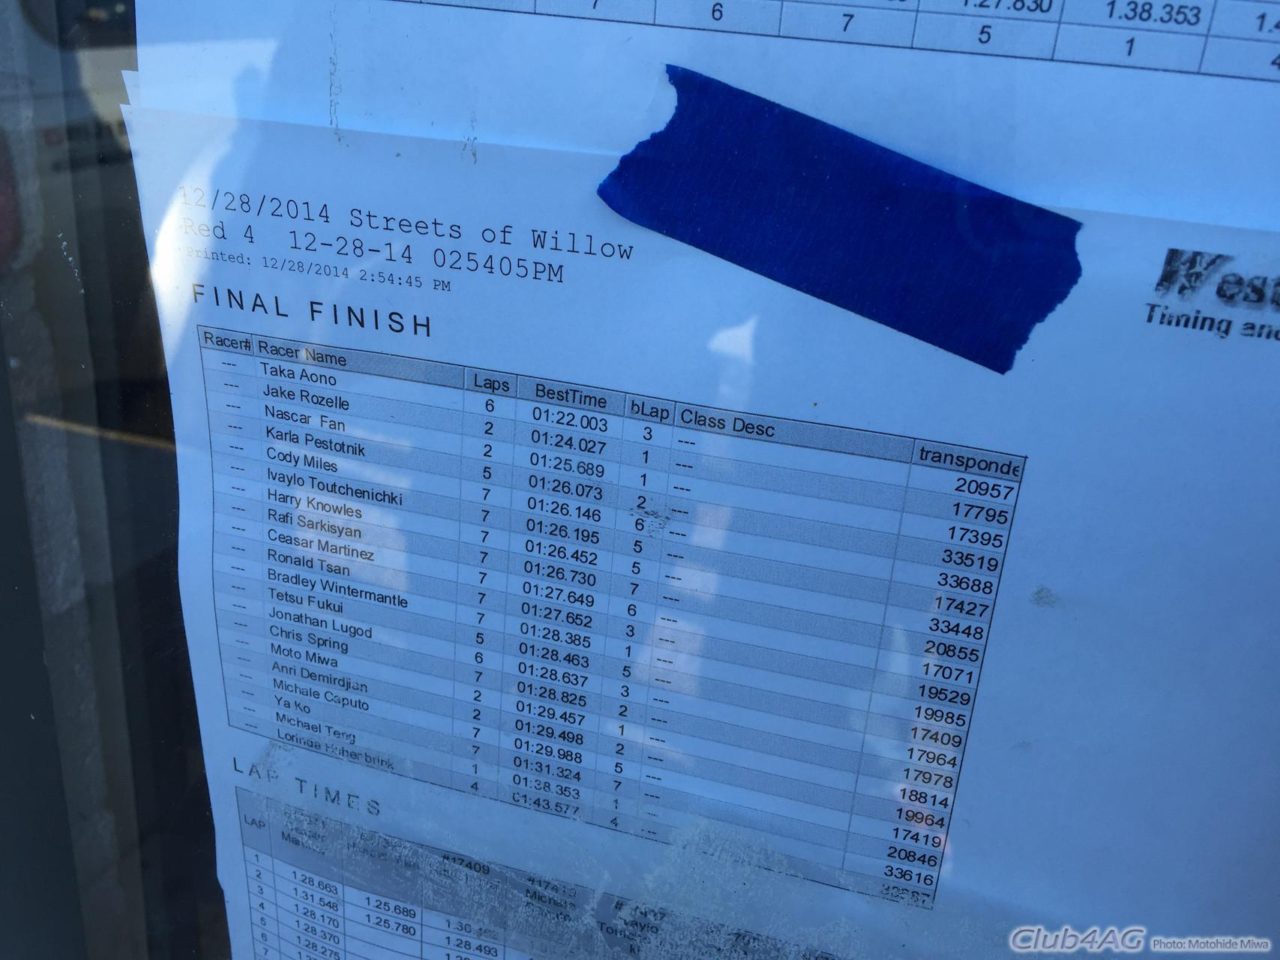 1.27.830 1.38.353
7 6 7 5 1 4
12/28/2014 Streets of Willow
Red 4 12-28-14 025405PM
Printed: 12/28/2014 2:54:45 PM
FINAL FINISH
Timing and
Racer# Racer Name Laps BestTime bLap Class Desc transponde
--- Taka Aono 6 01:22.003 3 --- 20957
--- Jake Rozelle 2 01:24.027 1 --- 17795
--- Nascar Fan 2 01:25.689 1 --- 17395
--- Karla Pestotnik 5 01:26.073 2 --- 33519
--- Cody Miles 7 01:26.146 6 --- 33688
--- Ivaylo Toutchenichki 7 01:26.195 5 --- 17427
--- Harry Knowles 7 01:26.452 5 --- 33448
--- Rafi Sarkisyan 7 01:26.730 7 --- 20855
--- Ceasar Martinez 7 01:27.649 6 --- 17071
--- Ronald Tsan 7 01:27.652 3 --- 19529
--- Bradley Wintermantle 7 01:28.385 1 --- 19985
--- Tetsu Fukui 5 01:28.463 5 --- 17409
--- Jonathan Lugod 6 01:28.637 3 --- 17964
--- Chris Spring 7 01:28.825 2 --- 17978
--- Moto Miwa 2 01:29.457 1 --- 18814
--- Anri Demirdjian 2 01:29.498 2 --- 19964
--- Michale Caputo 7 01:29.988 5 --- 17419
--- Ya Ko 7 01:31.324 7 --- 20846
--- Michael Teng 1 01:38.353 1 --- 33616
--- 4 01:43.577 4 ---
LAP TIMES
LAP #17409
1 1.28.663 1.25.689
2 1.31.548 1.25.780 1.28.493
3 1.28.170
4 1.28.370
5 1.28.275
6
7
Club4AG Photo: Motohide Miwa